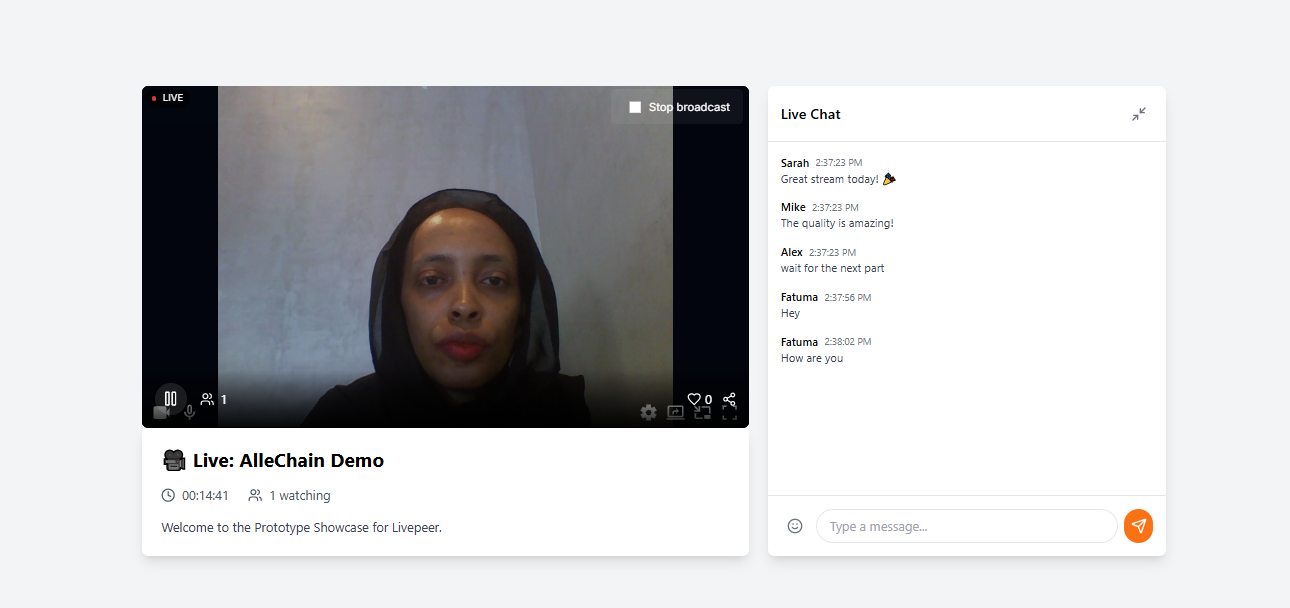 LIVE
Stop broadcast
1
0
🎥 Live: AlleChain Demo
00:14:41 1 watching
Welcome to the Prototype Showcase for Livepeer.
Live Chat
Sarah 2:37:23 PM
Great stream today! 🎉
Mike 2:37:23 PM
The quality is amazing!
Alex 2:37:23 PM
wait for the next part
Fatuma 2:37:56 PM
Hey
Fatuma 2:38:02 PM
How are you
Type a message...